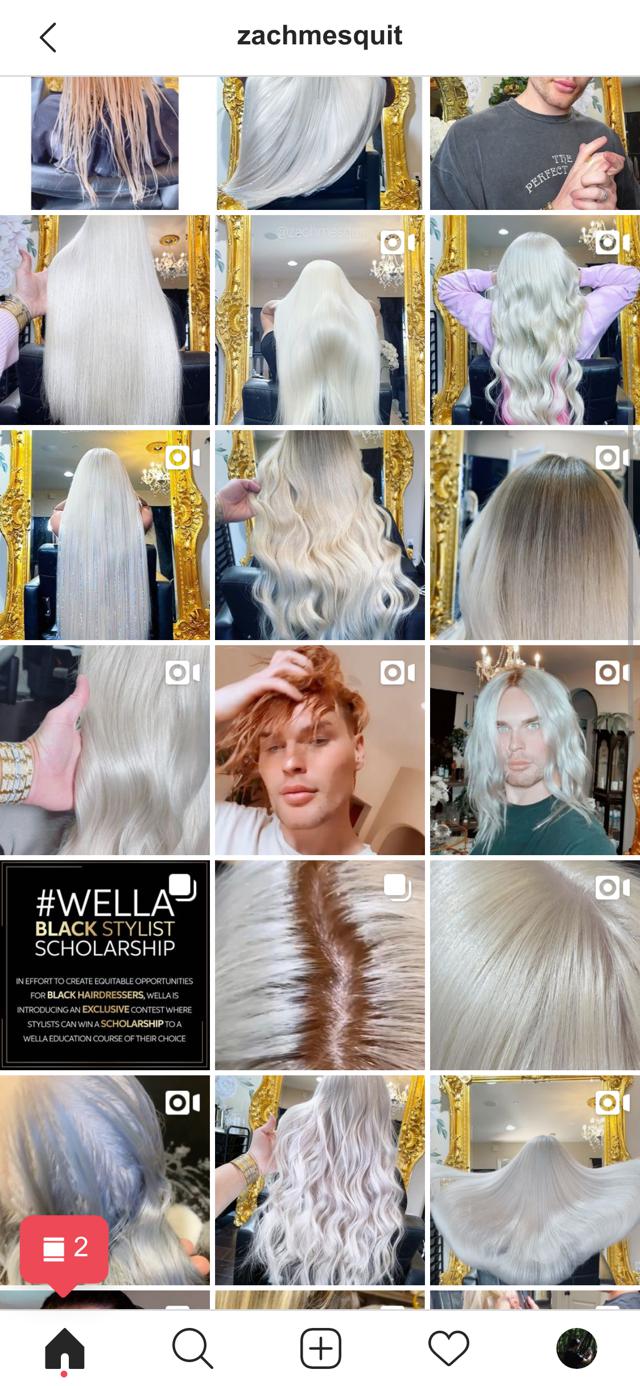 zachmesquit
THE
PERFECT
@zachmesquit
#WELLA
BLACK STYLIST
SCHOLARSHIP
IN EFFORT TO CREATE EQUITABLE OPPORTUNITIES
FOR BLACK HAIRDRESSERS, WELLA IS
INTRODUCING AN EXCLUSIVE CONTEST WHERE
STYLISTS CAN WIN A SCHOLARSHIP TO A
WELLA EDUCATION COURSE OF THEIR CHOICE
2